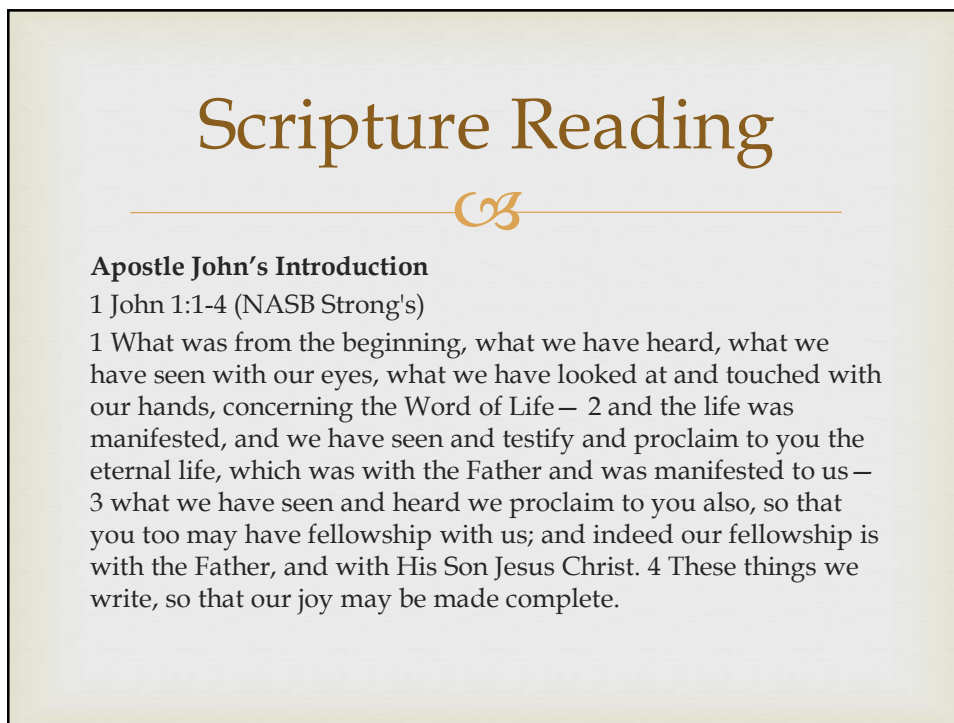 Scripture Reading
Apostle John’s Introduction
1 John 1:1-4 (NASB Strong's)
1 What was from the beginning, what we have heard, what we
have seen with our eyes, what we have looked at and touched with
our hands, concerning the Word of Life— 2 and the life was
manifested, and we have seen and testify and proclaim to you the
eternal life, which was with the Father and was manifested to us—
3 what we have seen and heard we proclaim to you also, so that
you too may have fellowship with us; and indeed our fellowship is
with the Father, and with His Son Jesus Christ. 4 These things we
write, so that our joy may be made complete.